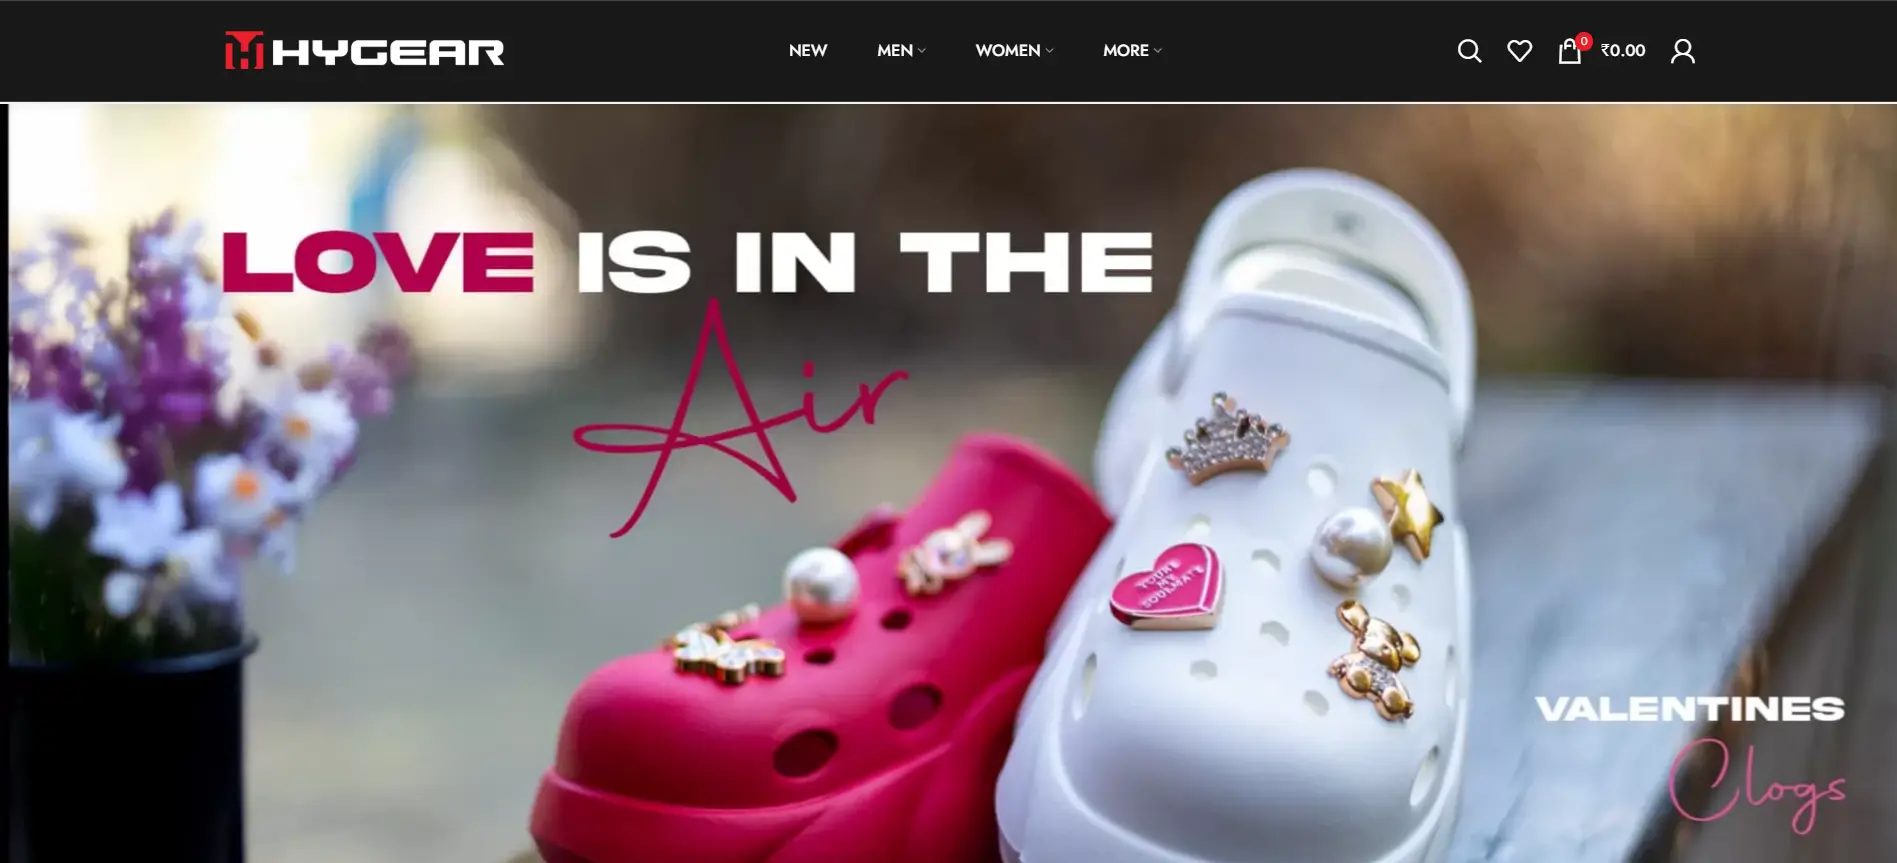 HYGEAR
NEW
MEN
WOMEN
MORE
0
₹0.00
LOVE IS IN THE
Air
YOU'RE
MY
SOULMATE
VALENTINES
Clogs